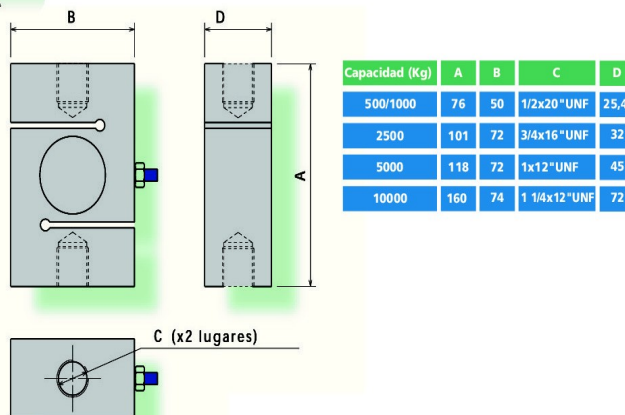 B
D
A
C (x2 lugares)
Capacidad (Kg) A B C D
500/1000 76 50 1/2x20"UNF 25,4
2500 101 72 3/4x16"UNF 32
5000 118 72 1x12"UNF 45
10000 160 74 1 1/4x12"UNF 72